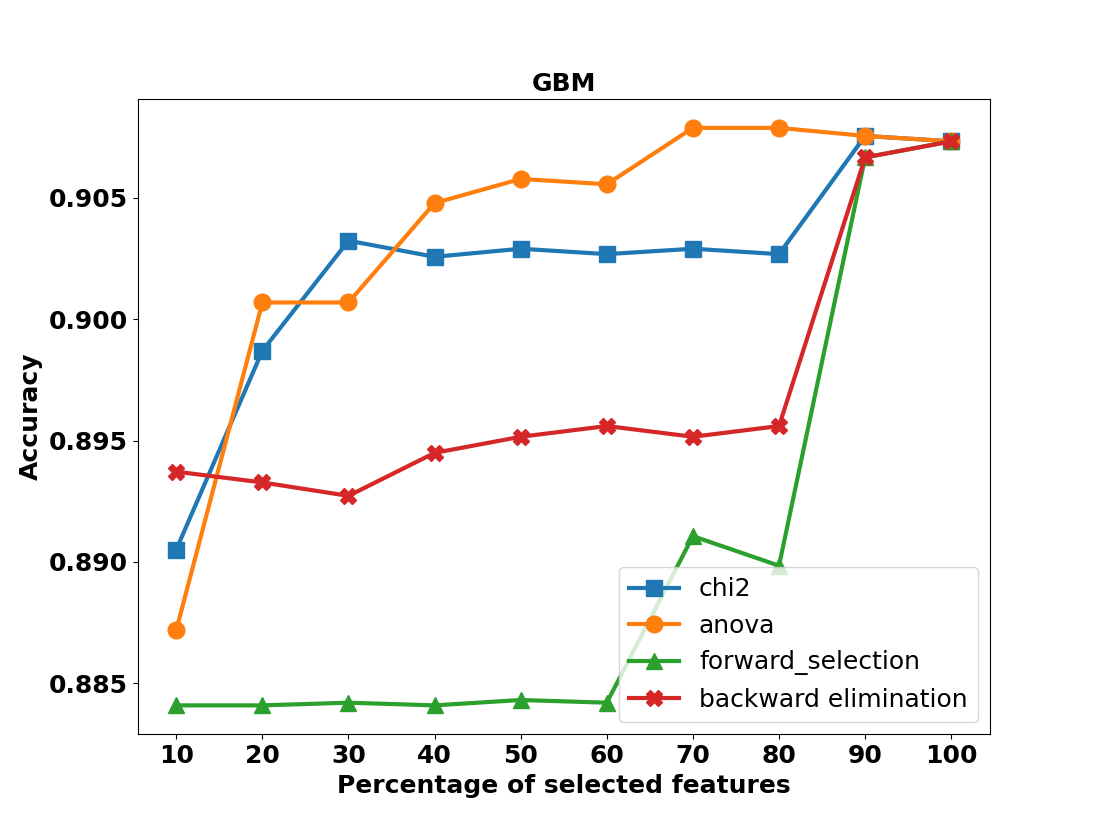 GBM
Accuracy
0.905
0.900
0.895
0.890
0.885
chi2
anova
forward_selection
backward elimination
10 20 30 40 50 60 70 80 90 100
Percentage of selected features